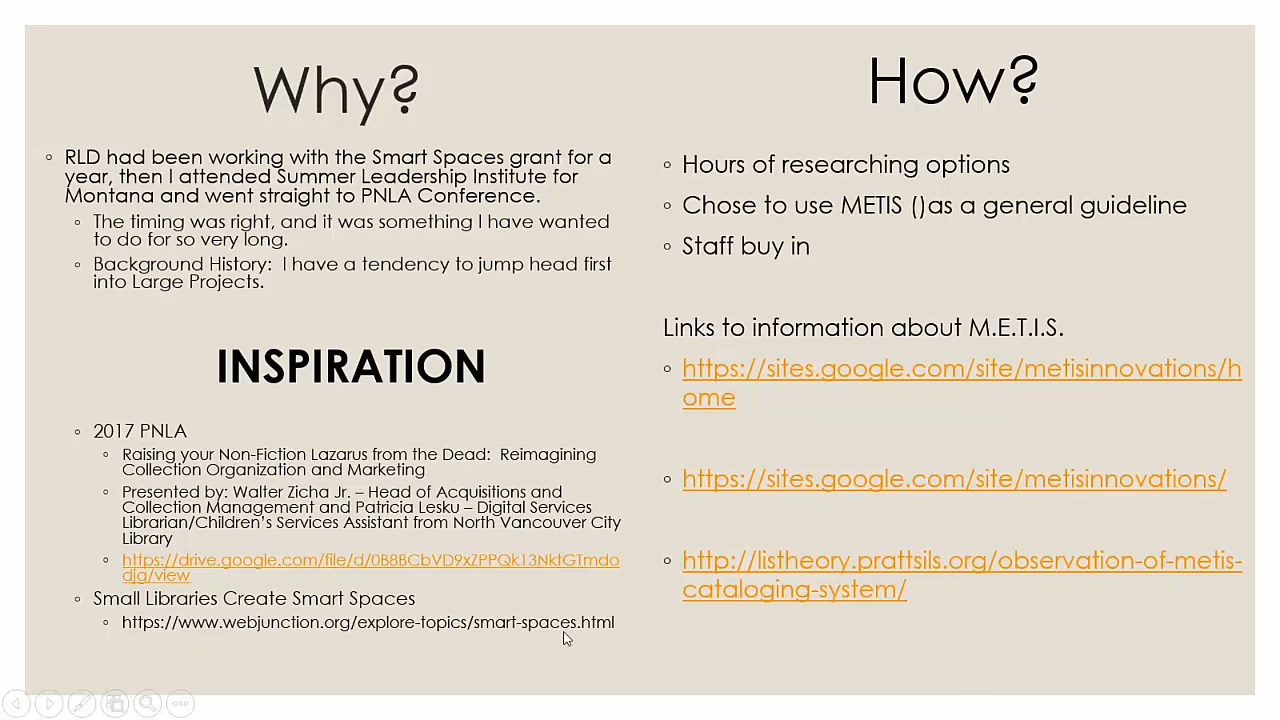 Why?
◦ RLD had been working with the Smart Spaces grant for a
year, then I attended Summer Leadership Institute for
Montana and went straight to PNLA Conference.
◦ The timing was right, and it was something I have wanted
to do for so very long.
◦ Background History:  I have a tendency to jump head first
into Large Projects.
INSPIRATION
◦ 2017 PNLA
◦ Raising your Non-Fiction Lazarus from the Dead:  Reimagining
Collection Organization and Marketing
◦ Presented by: Walter Zicha Jr. – Head of Acquisitions and
Collection Management and Patricia Lesku – Digital Services
Librarian/Children's Services Assistant from North Vancouver City
Library
◦ https://drive.google.com/file/d/0B8BCbVD9xZPPQk13NktGTmdo
djg/view
◦ Small Libraries Create Smart Spaces
◦ https://www.webjunction.org/explore-topics/smart-spaces.html
How?
◦ Hours of researching options
◦ Chose to use METIS ()as a general guideline
◦ Staff buy in
Links to information about M.E.T.I.S.
◦ https://sites.google.com/site/metisinnovations/h
ome
◦ https://sites.google.com/site/metisinnovations/
◦ http://listheory.prattsils.org/observation-of-metis-
cataloging-system/